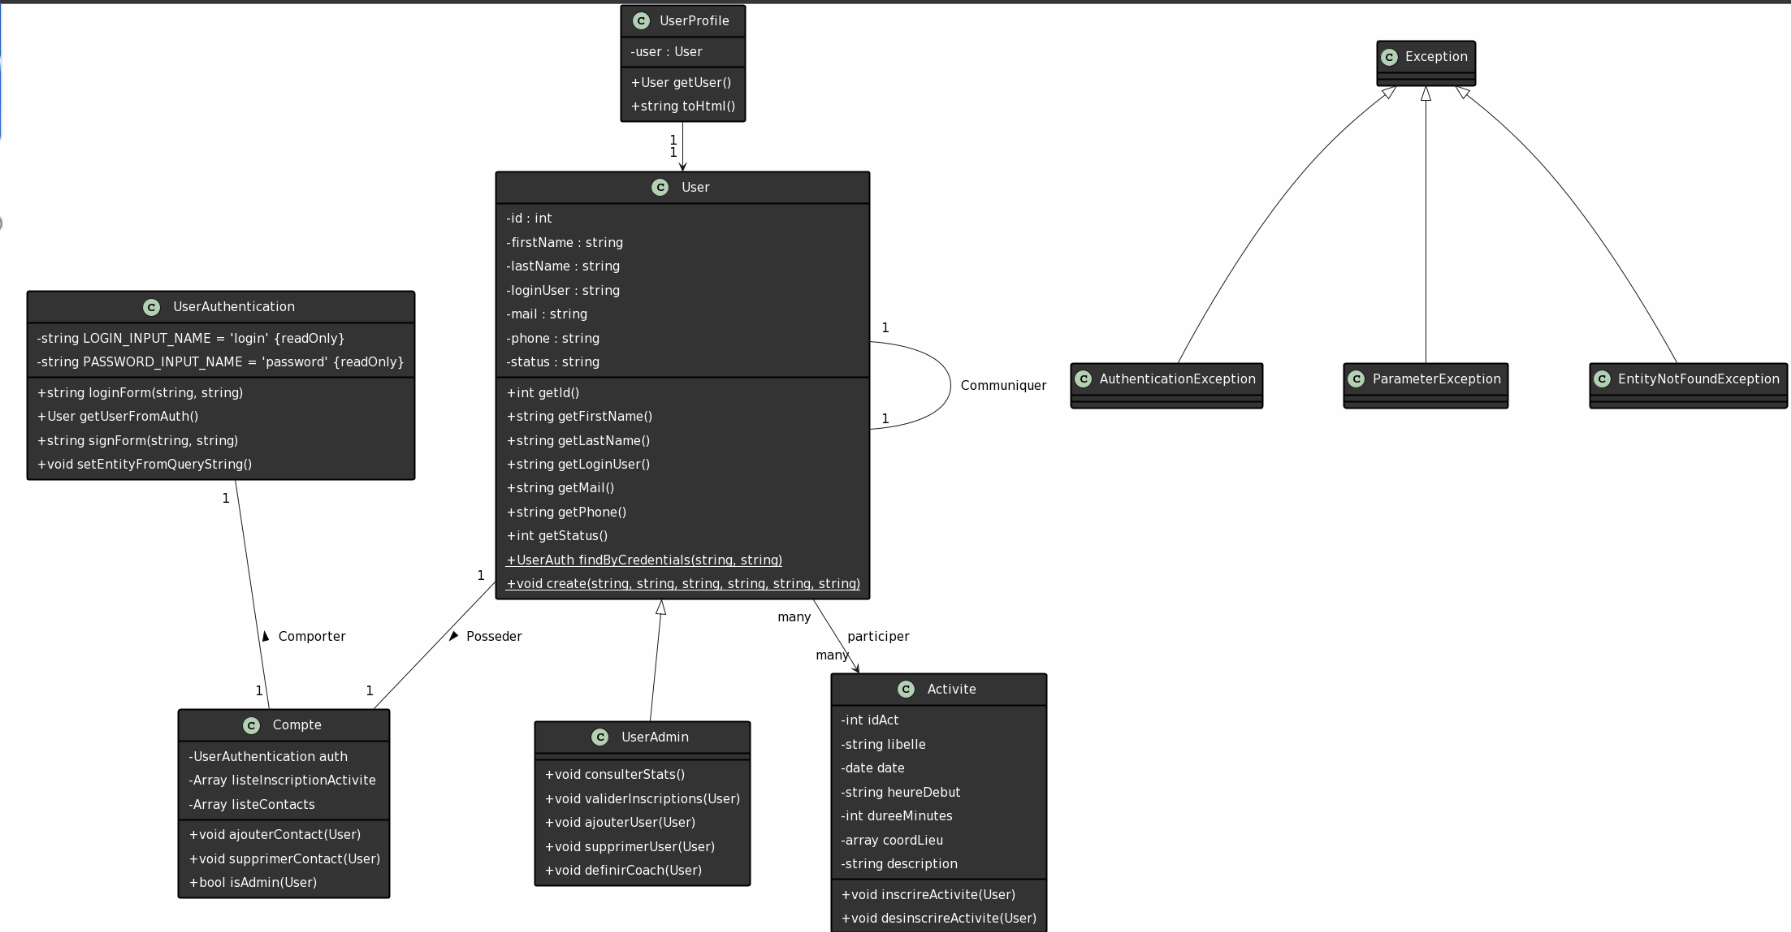 C UserProfile
-user : User
+User getUser()
+string toHtml()
1
1
C User
-id : int
-firstName : string
-lastName : string
-loginUser : string
-mail : string
-phone : string
-status : string
+int getId()
+string getFirstName()
+string getLastName()
+string getLoginUser()
+string getMail()
+string getPhone()
+int getStatus()
+UserAuth findByCredentials(string, string)
+void create(string, string, string, string, string, string)
1
Communiquer
1
C UserAuthentication
-string LOGIN_INPUT_NAME = 'login' {readOnly}
-string PASSWORD_INPUT_NAME = 'password' {readOnly}
+string loginForm(string, string)
+User getUserFromAuth()
+string signForm(string, string)
+void setEntityFromQueryString()
1
Comporter
1
1
Posseder
1
many
participer
many
C Compte
-UserAuthentication auth
-Array listeInscriptionActivite
-Array listeContacts
+void ajouterContact(User)
+void supprimerContact(User)
+bool isAdmin(User)
C UserAdmin
+void consulterStats()
+void validerInscriptions(User)
+void ajouterUser(User)
+void supprimerUser(User)
+void definirCoach(User)
C Activite
-int idAct
-string libelle
-date date
-string heureDebut
-int dureeMinutes
-array coordLieu
-string description
+void inscrireActivite(User)
+void desinscrireActivite(User)
C Exception
C AuthenticationException
C ParameterException
C EntityNotFoundException